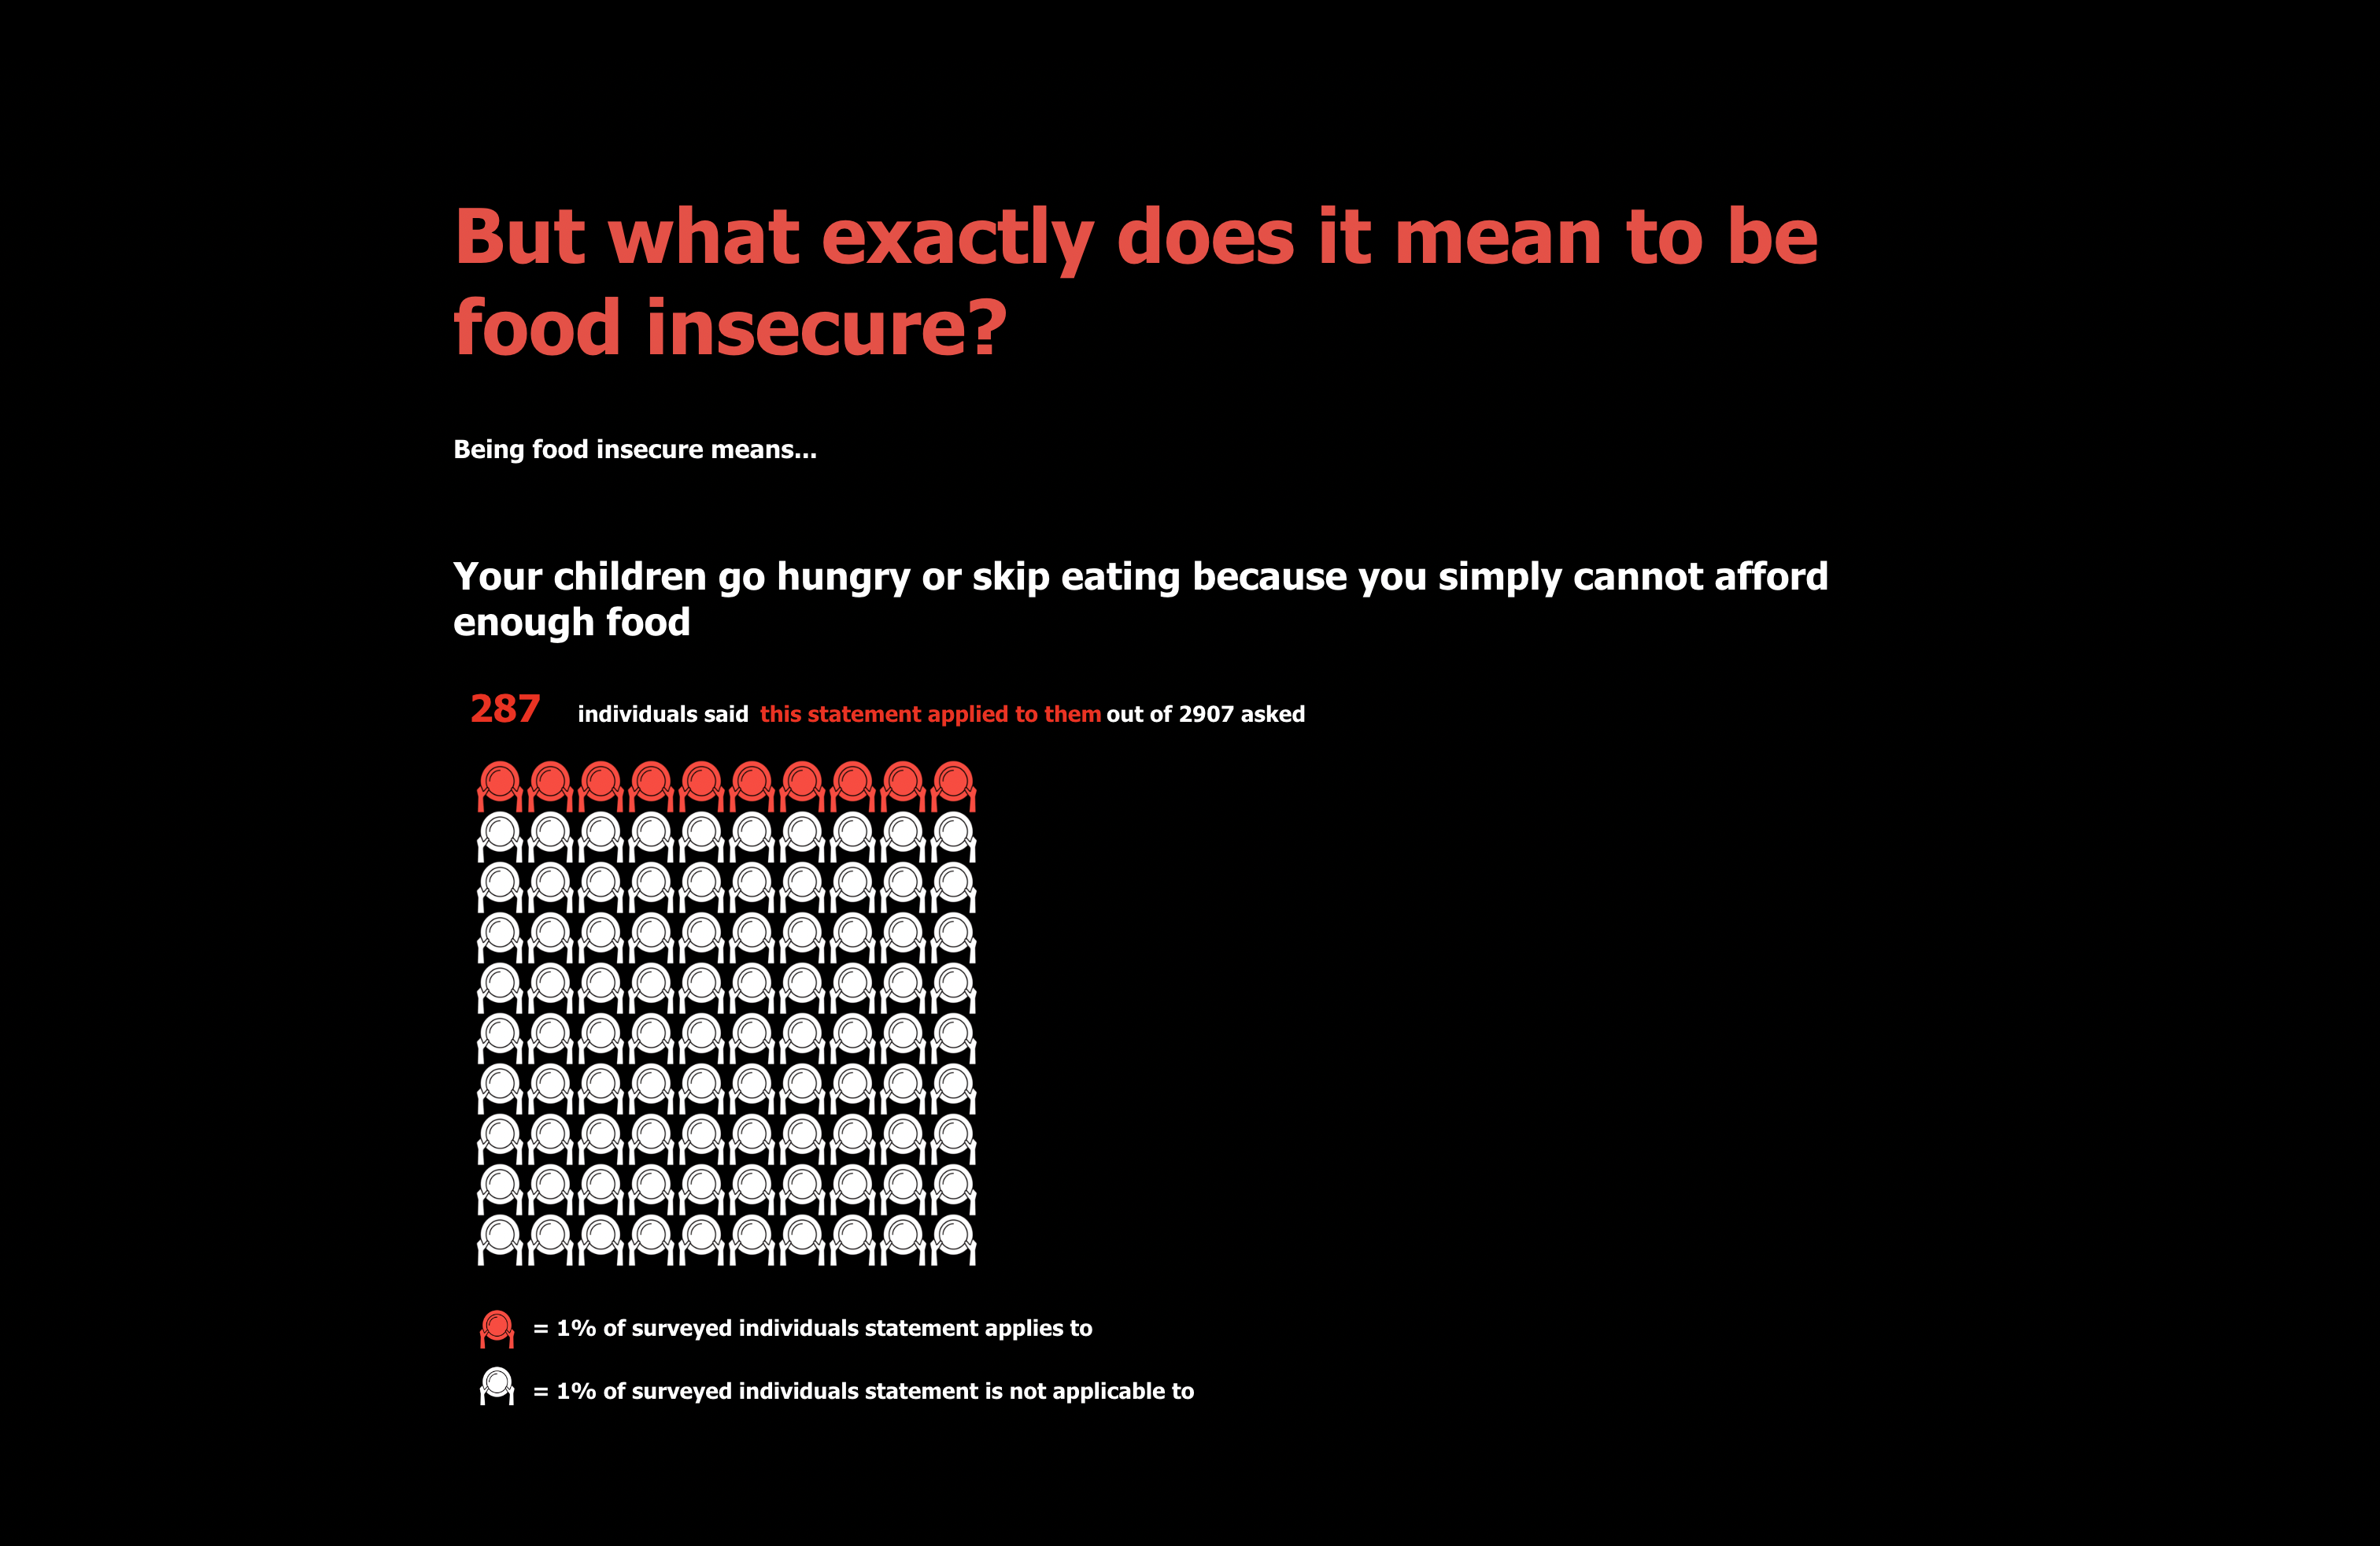 But what exactly does it mean to be
food insecure?
Being food insecure means...
Your children go hungry or skip eating because you simply cannot afford
enough food
287 individuals said this statement applied to them out of 2907 asked
= 1% of surveyed individuals statement applies to
= 1% of surveyed individuals statement is not applicable to